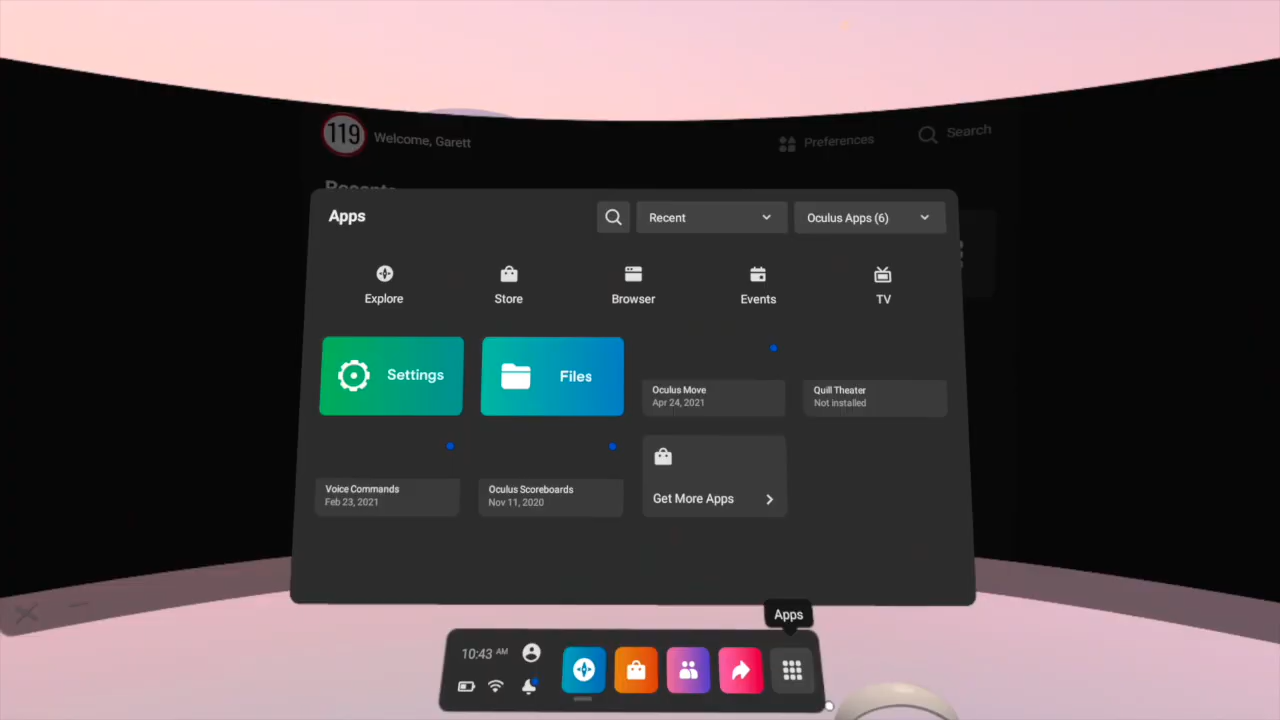 119
Welcome, Garett
Preferences
Search
Recents
Apps
Recent
Oculus Apps (6)
Explore
Store
Browser
Events
TV
Settings
Files
Oculus Move
Apr 24, 2021
Quill Theater
Not installed
Voice Commands
Feb 23, 2021
Oculus Scoreboards
Nov 11, 2020
Get More Apps
Apps
10:43 AM